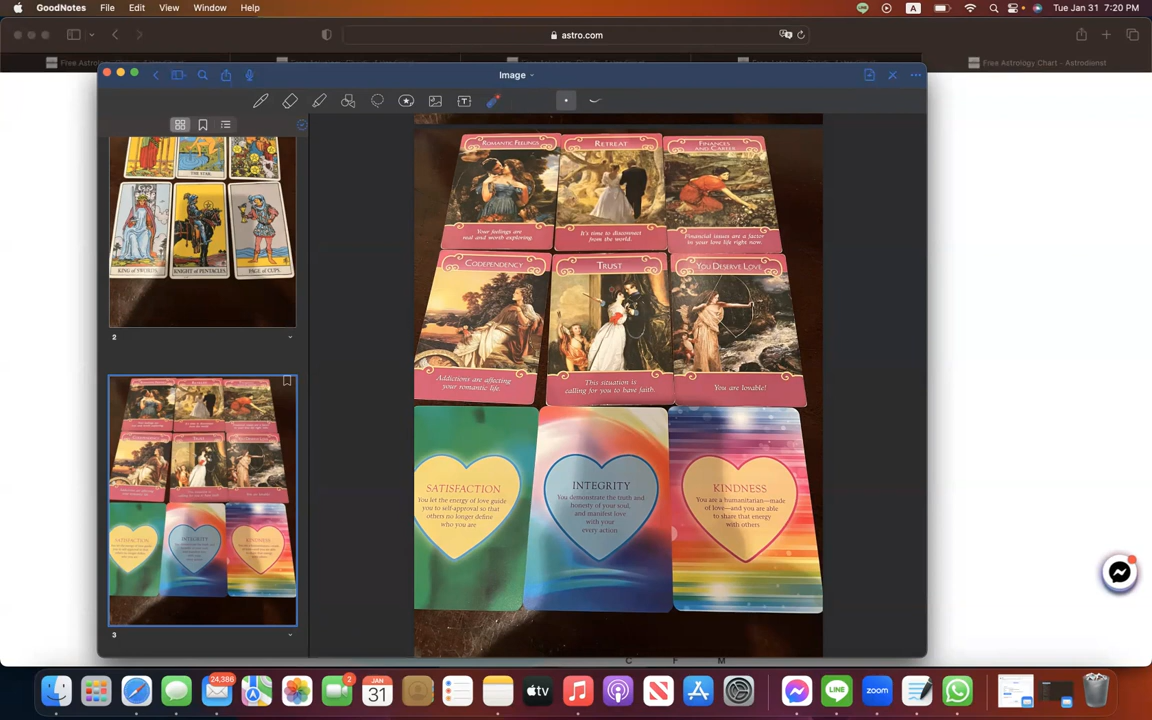 GoodNotes File Edit View Window Help
A Tue Jan 31 7:20 PM
astro.com
Free Astrology Chart - Astrodienst
Image
THE STAR
KING of SWORDS. KNIGHT of PENTACLES PAGE of CUPS.
2
3
ROMANTIC FEELINGS
Your feelings are
real and worth exploring.
RETREAT
It's time to disconnect
from the world.
FINANCES
AND CAREER
Financial issues are a factor
in your love life right now.
CODEPENDENCY
Addictions are affecting
your romantic life.
TRUST
This situation is
calling for you to have faith.
YOU DESERVE LOVE
You are lovable!
SATISFACTION
You let the energy of love guide
you to self-approval so that
others no longer define
who you are
INTEGRITY
You demonstrate the truth and
honesty of your soul,
and manifest love
with your
every action
KINDNESS
You are a humanitarian—made
of love—and you are able
to share that energy
with others
C F M
24,386
2
JAN
31
tv
zoom